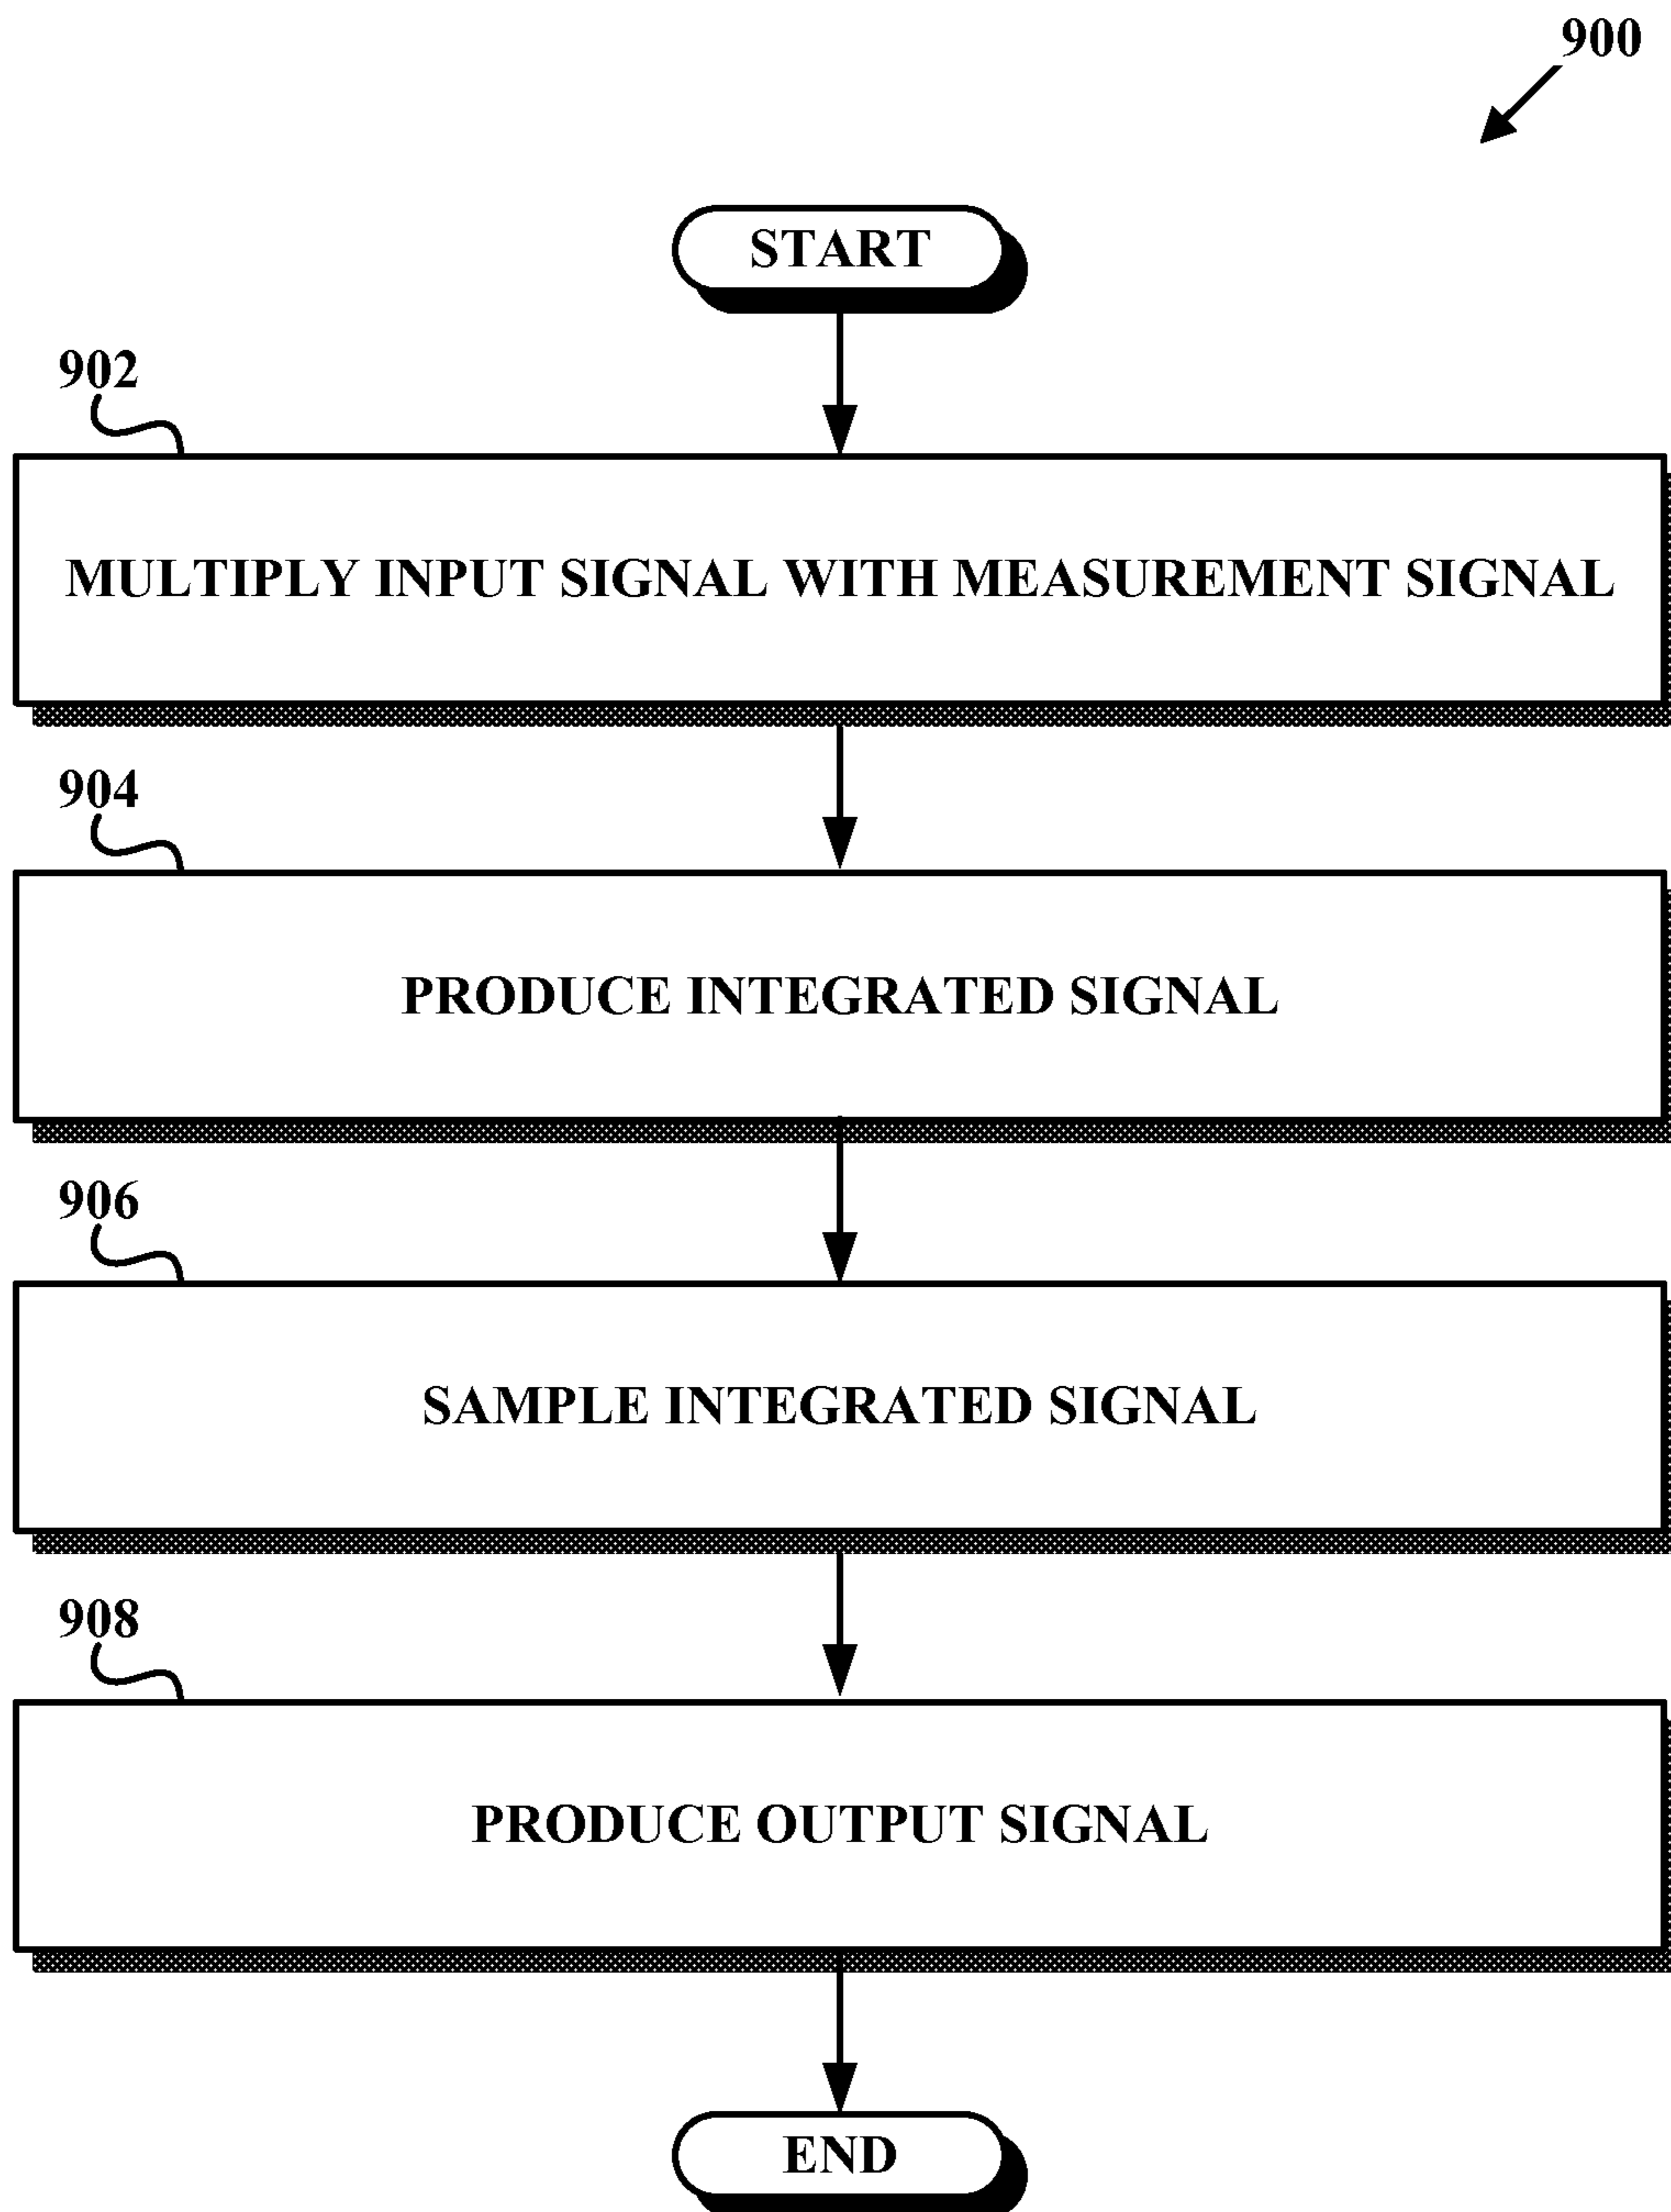 900
START
902
MULTIPLY INPUT SIGNAL WITH MEASUREMENT SIGNAL
904
PRODUCE INTEGRATED SIGNAL
906
SAMPLE INTEGRATED SIGNAL
908
PRODUCE OUTPUT SIGNAL
END